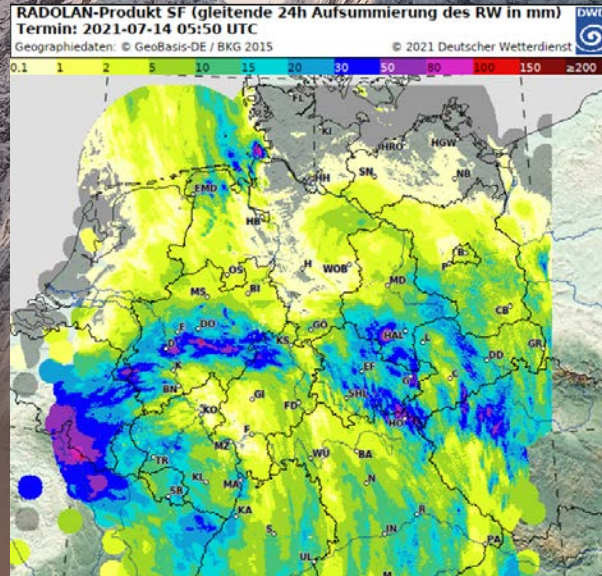 RADOLAN-Produkt SF (gleitende 24h Aufsummierung des RW in mm)
Termin: 2021-07-14 05:50 UTC
DWD
Geographiedaten: © GeoBasis-DE / BKG 2015 © 2021 Deutscher Wetterdienst
0.1 1 2 5 10 20 30 50 80 100 150 ≥200
FL
KI
HRO HGW
SN NB
HH
EMD
HB
H WOB
B
P
OS
MS BI
MD
CB
E DO
GÖ
D
KS
HAL L
GR
DD
K
EF
G C
BN
GI
FD
SHL
KO
HO
F
MZ
TR
WÜ BA
KL
MA
N
SB
KA
R
S
IN
PA
UL
M